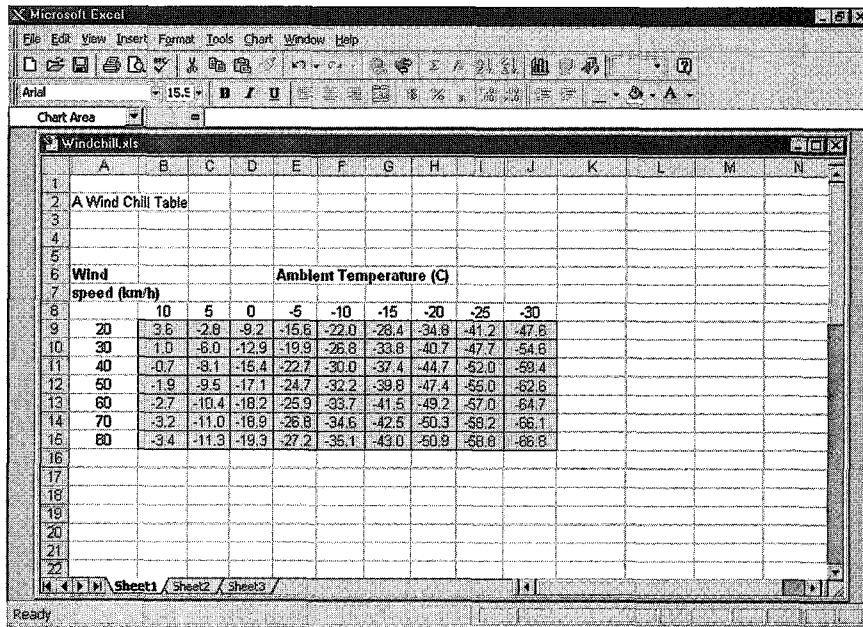 Microsoft Excel
File Edit View Insert Format Tools Chart Window Help
Arial 15.5 B I U
Chart Area =
Windchill.xls
A B C D E F G H I J K L M N
1
2 A Wind Chill Table
3
4
5
6 Wind Ambient Temperature (C)
7 speed (km/h)
8 10 5 0 -5 -10 -15 -20 -25 -30
9 20 3.6 -2.8 -9.2 -15.6 -22.0 -28.4 -34.8 -41.2 -47.6
10 30 1.0 -6.0 -12.9 -19.9 -26.8 -33.8 -40.7 -47.7 -54.6
11 40 -0.7 -8.1 -15.4 -22.7 -30.0 -37.4 -44.7 -52.0 -59.4
12 50 -1.9 -9.5 -17.1 -24.7 -32.2 -39.8 -47.4 -55.0 -62.6
13 60 -2.7 -10.4 -18.2 -25.9 -33.7 -41.5 -49.2 -57.0 -64.7
14 70 -3.2 -11.0 -18.9 -26.8 -34.6 -42.5 -50.3 -58.2 -66.1
15 80 -3.4 -11.3 -19.3 -27.2 -35.1 -43.0 -50.9 -58.8 -66.8
16
17
18
19
20
21
22
Sheet1 Sheet2 Sheet3
Ready